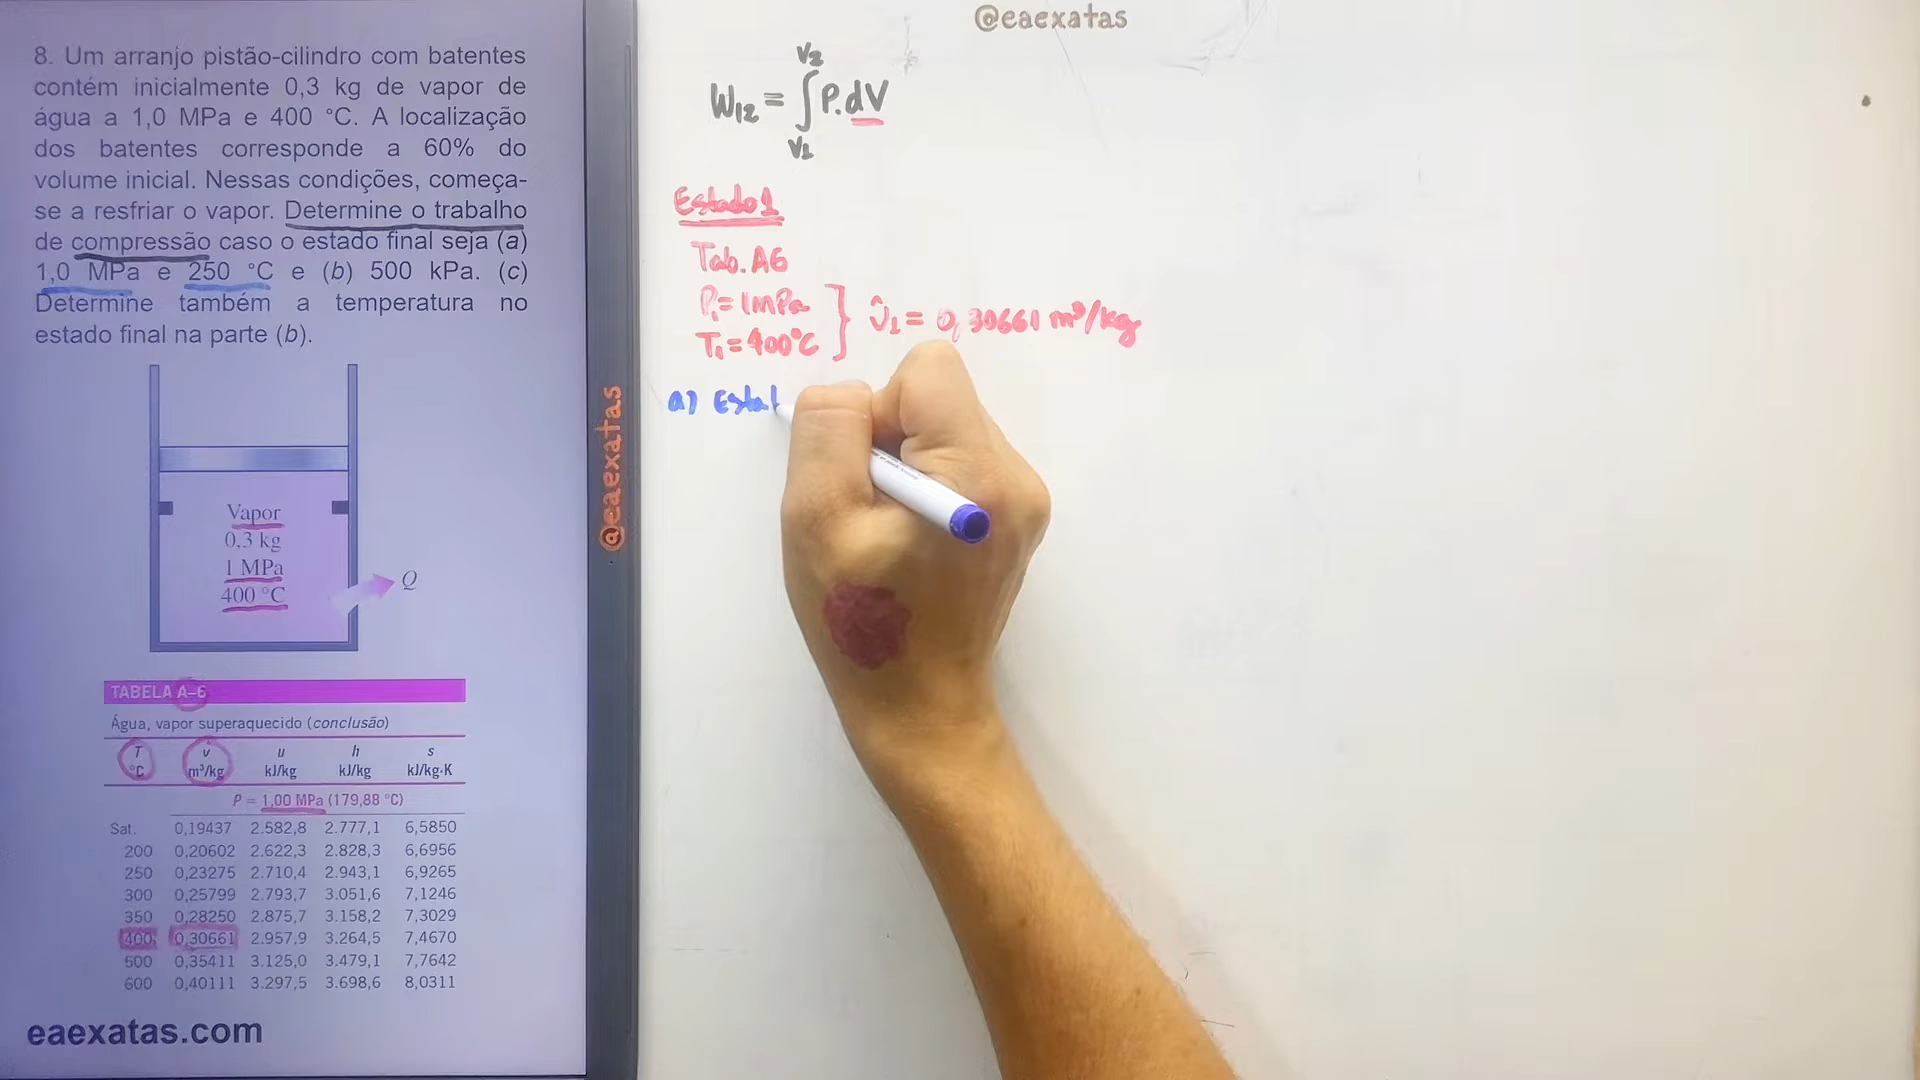 8. Um arranjo pistão-cilindro com batentes
contém inicialmente 0,3 kg de vapor de
água a 1,0 MPa e 400 °C. A localização
dos batentes corresponde a 60% do
volume inicial. Nessas condições, começa-
se a resfriar o vapor. Determine o trabalho
de compressão caso o estado final seja (a)
1,0 MPa e 250 °C e (b) 500 kPa. (c)
Determine também a temperatura no
estado final na parte (b).
Vapor
0,3 kg
1 MPa
400 °C
Q
TABELA A–6
Água, vapor superaquecido (conclusão)
T v u h s
°C m³/kg kJ/kg kJ/kg kJ/kg·K
P = 1,00 MPa (179,88 °C)
Sat. 0,19437 2.582,8 2.777,1 6,5850
200 0,20602 2.622,3 2.828,3 6,6956
250 0,23275 2.710,4 2.943,1 6,9265
300 0,25799 2.793,7 3.051,6 7,1246
350 0,28250 2.875,7 3.158,2 7,3029
400 0,30661 2.957,9 3.264,5 7,4670
500 0,35411 3.125,0 3.479,1 7,7642
600 0,40111 3.297,5 3.698,6 8,0311
eaexatas.com
@eaexatas
@eaexatas
W₁₂ = ∫ P.dV
V₂
V₁
Estado 1
Tab. A6
P₁ = 1MPa
T₁ = 400°C
v̂₁ = 0,30661 m³/kg
a) Estad